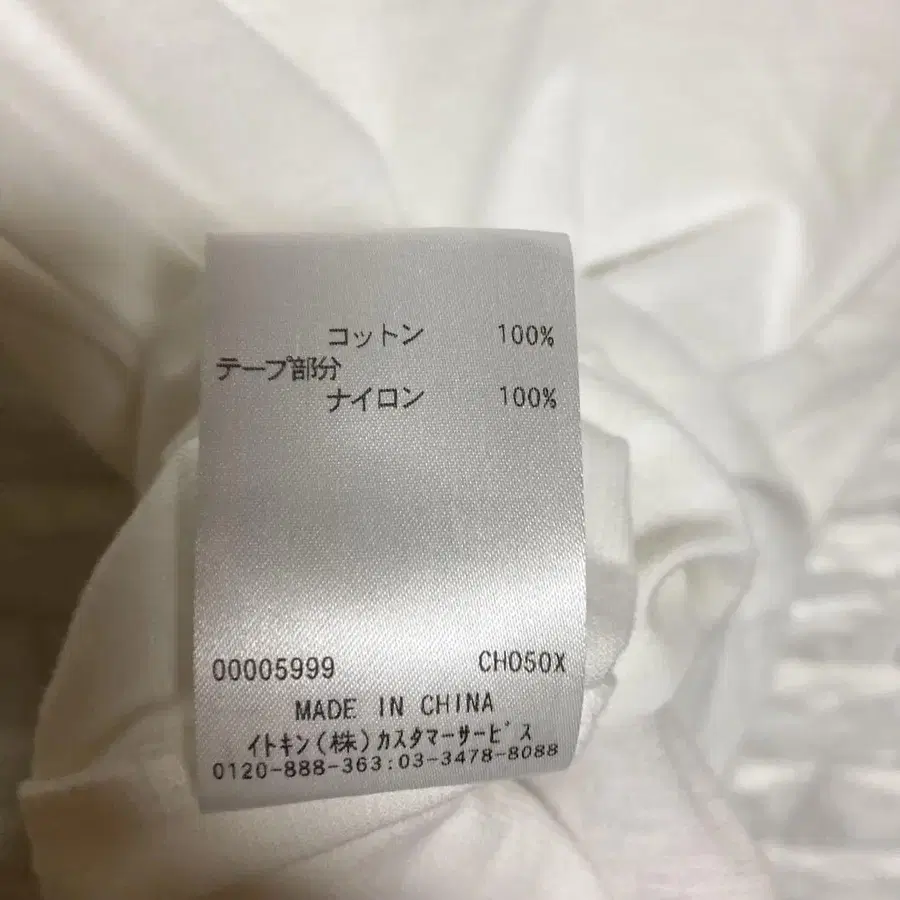 コットン 100%
テープ部分
ナイロン 100%
00005999 CH050X
MADE IN CHINA
イトキン(株)カスタマーサービス
0120-888-363:03-3478-8088